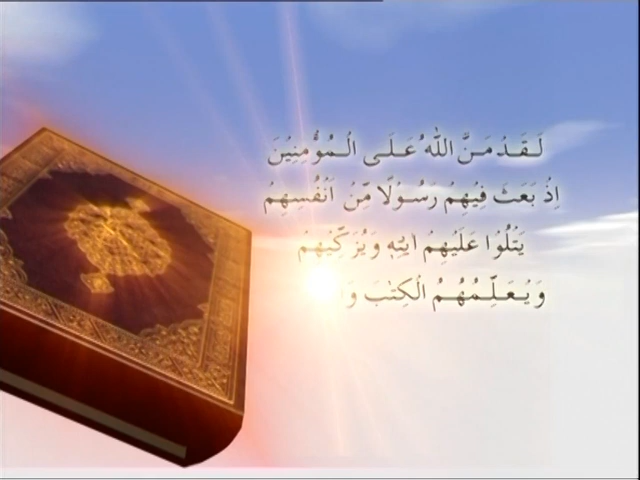 لَقَدْ مَنَّ اللّٰهُ عَلَى الْمُؤْمِنِيْنَ
اِذْ بَعَثَ فِيْهِمْ رَسُوْلًا مِّنْ اَنْفُسِهِمْ
يَتْلُوْا عَلَيْهِمْ اٰيٰتِهٖ وَيُزَكِّيْهِمْ
وَيُعَلِّمُهُمُ الْكِتٰبَ